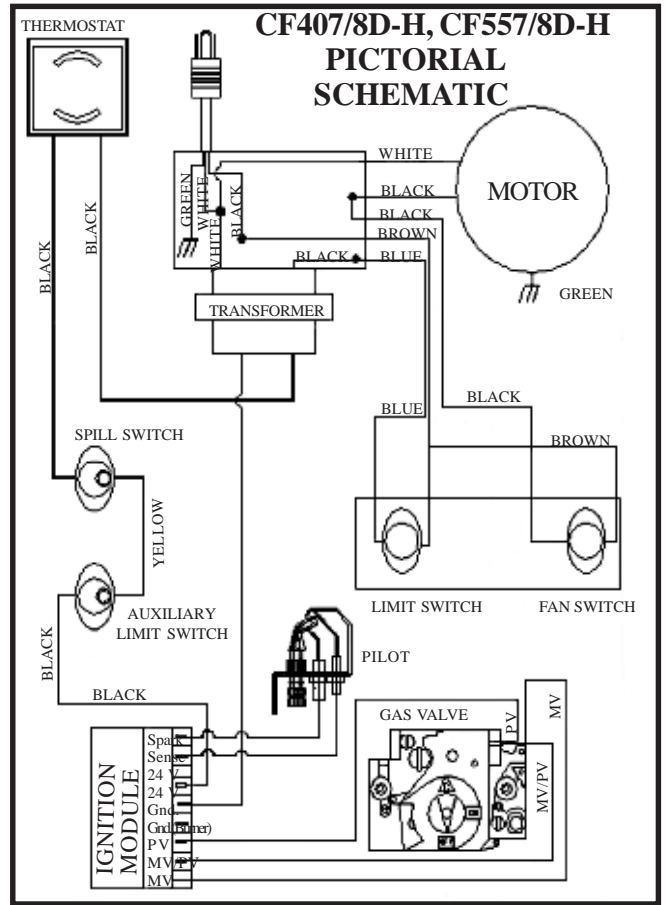 CF407/8D-H, CF557/8D-H
PICTORIAL
SCHEMATIC
THERMOSTAT
WHITE
BLACK
MOTOR
BLACK
BROWN
GREEN
WHITE
BLACK
WHITE
BLACK
BLUE
GREEN
BLACK
BLACK
TRANSFORMER
BLUE
BLACK
BROWN
SPILL SWITCH
YELLOW
LIMIT SWITCH
FAN SWITCH
AUXILIARY
LIMIT SWITCH
BLACK
BLACK
PILOT
GAS VALVE
PV
MV
MV/PV
IGNITION
MODULE
Spark
Sense
24 V
24 V
Gnd.
Gnd(Burner)
PV
MV/PV
MV